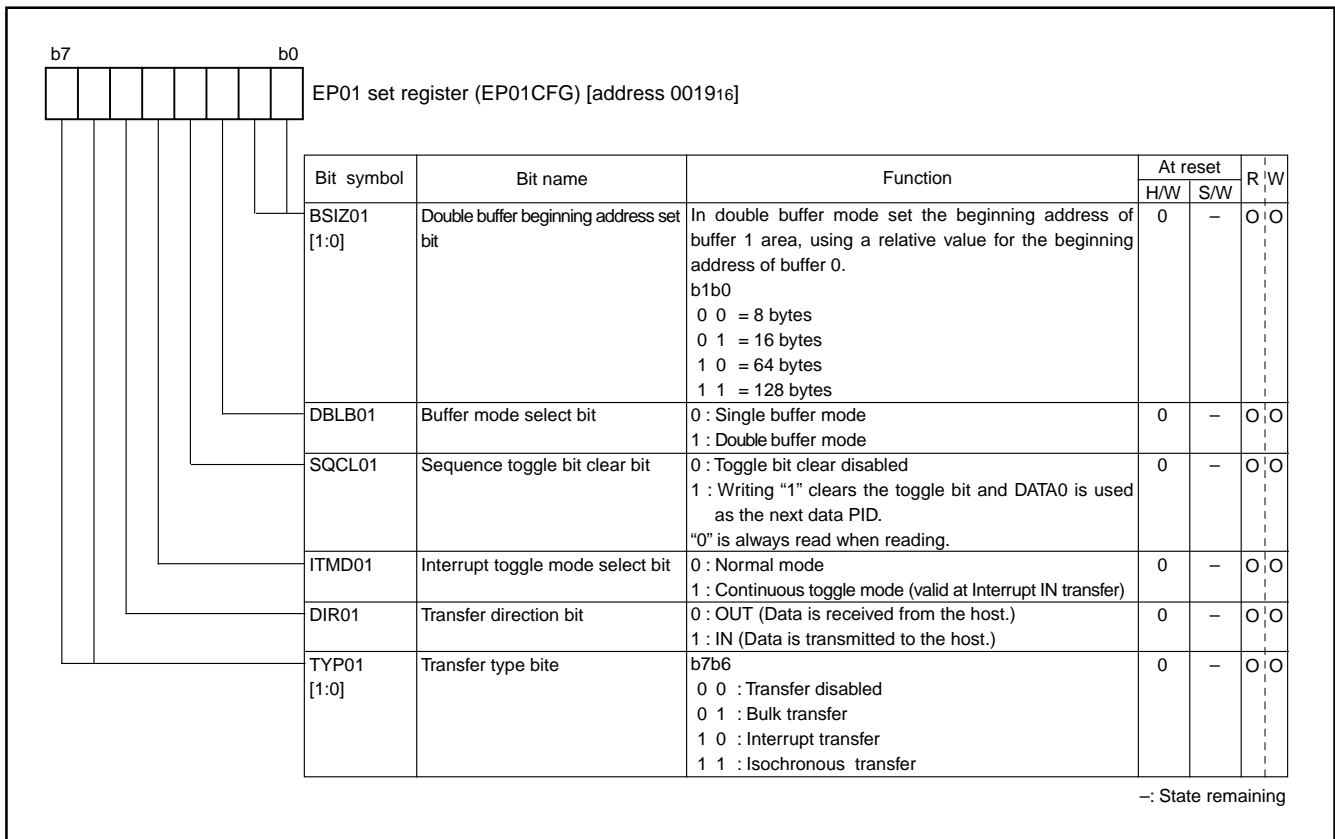 b7 b0
EP01 set register (EP01CFG) [address 001916]
Bit symbol Bit name Function At reset R W
H/W S/W
BSIZ01 Double buffer beginning address set In double buffer mode set the beginning address of 0 – O O
[1:0] bit buffer 1 area, using a relative value for the beginning
address of buffer 0.
b1b0
0 0 = 8 bytes
0 1 = 16 bytes
1 0 = 64 bytes
1 1 = 128 bytes
DBLB01 Buffer mode select bit 0 : Single buffer mode 0 – O O
1 : Double buffer mode
SQCL01 Sequence toggle bit clear bit 0 : Toggle bit clear disabled 0 – O O
1 : Writing “1” clears the toggle bit and DATA0 is used
as the next data PID.
“0” is always read when reading.
ITMD01 Interrupt toggle mode select bit 0 : Normal mode 0 – O O
1 : Continuous toggle mode (valid at Interrupt IN transfer)
DIR01 Transfer direction bit 0 : OUT (Data is received from the host.) 0 – O O
1 : IN (Data is transmitted to the host.)
TYP01 Transfer type bite b7b6 0 – O O
[1:0] 0 0 : Transfer disabled
0 1 : Bulk transfer
1 0 : Interrupt transfer
1 1 : Isochronous transfer
–: State remaining